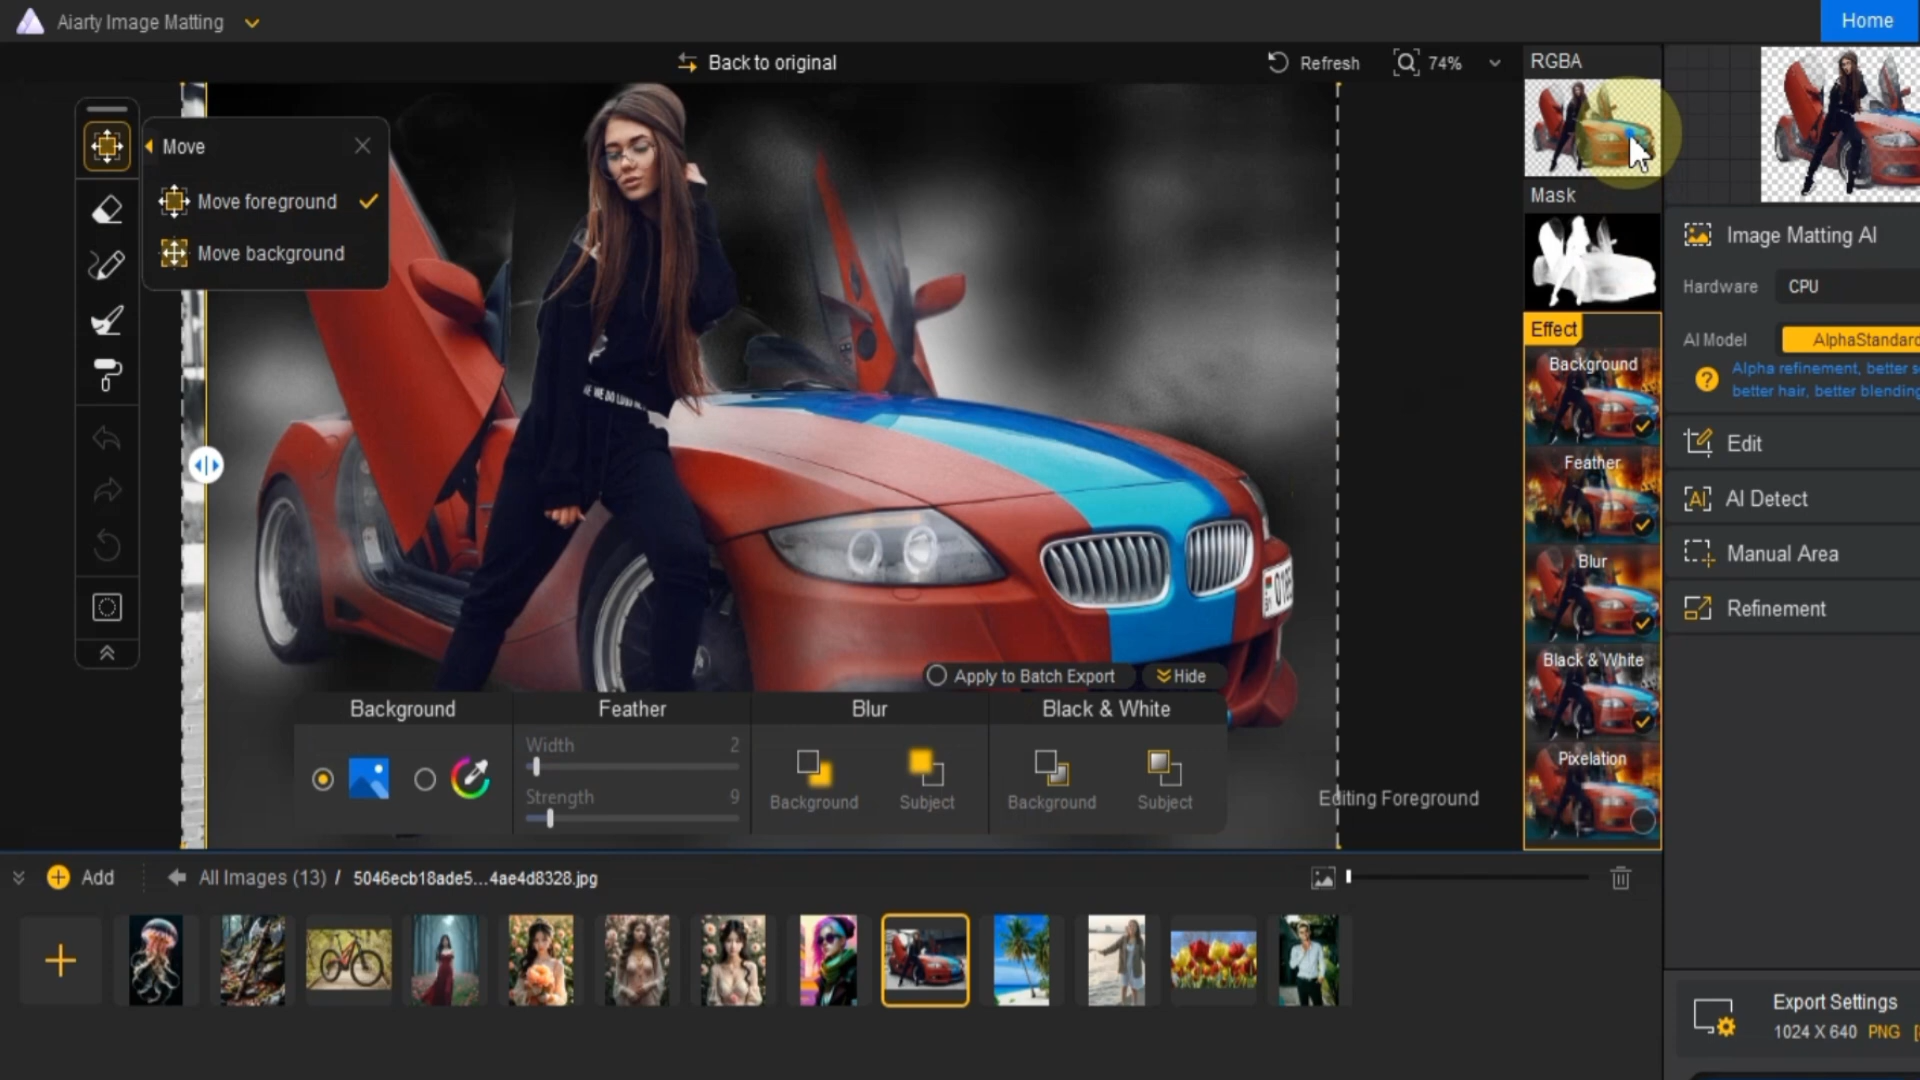 Aiarty Image Matting
Home
Back to original
Refresh
74%
RGBA
Move
Move foreground
Move background
Mask
Image Matting AI
Hardware
CPU
Effect
AI Model
AlphaStandard
Background
Alpha refinement, better s
better hair, better blending
Edit
Feather
AI Detect
Manual Area
Blur
Refinement
Black & White
Pixelation
Apply to Batch Export
Hide
Background
Feather
Blur
Black & White
Width
2
Strength
9
Background
Subject
Background
Subject
Editing Foreground
Add
All Images (13) / 5046ecb18ade5...4ae4d8328.jpg
Export Settings
1024 X 640 PNG